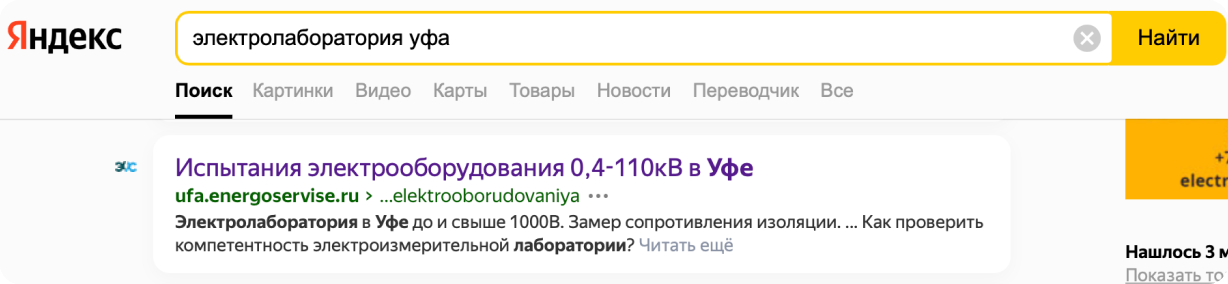 Яндекс
электролаборатория уфа
Найти
Поиск Картинки Видео Карты Товары Новости Переводчик Все
ЭИС
Испытания электрооборудования 0,4-110кВ в Уфе
ufa.energoservise.ru › ...elektrooborudovaniya
Электролаборатория в Уфе до и свыше 1000В. Замер сопротивления изоляции. ... Как проверить
компетентность электроизмерительной лаборатории? Читать ещё
+7
electr
Нашлось 3 м
Показать то